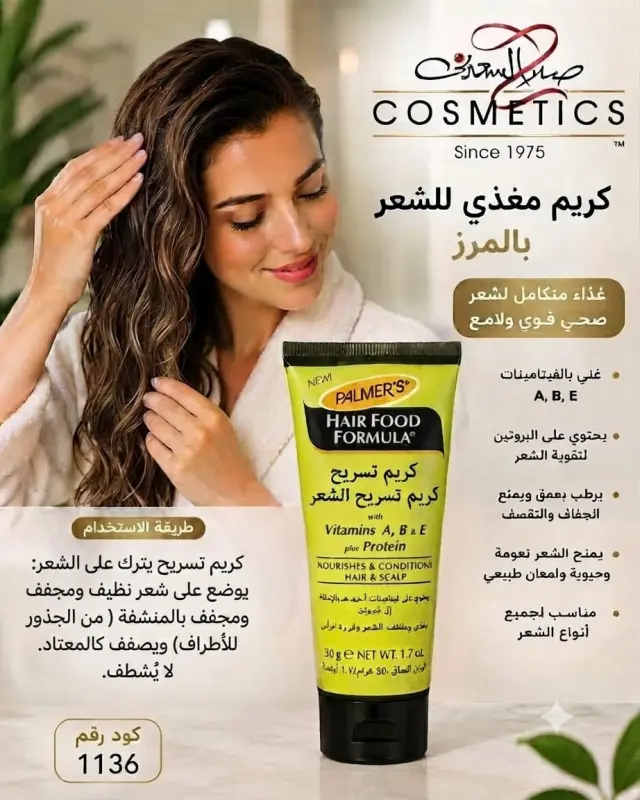 COSMETICS
TM
Since 1975
كريم مغذي للشعر
بالمرز
غذاء متكامل لشعر
صحي قوي ولامع
غني بالفيتامينات
A, B, E
يحتوي على البروتين
لتقوية الشعر
يرطب بعمق ويمنع
الجفاف والتقصف
يمنح الشعر نعومة
وحيوية ولمعان طبيعي
مناسب لجميع
أنواع الشعر
NEW
PALMER'S
HAIR FOOD
FORMULA®
كريم تسريح
كريم تسريح الشعر
with
Vitamins A, B & E
plus Protein
NOURISHES & CONDITIONS
HAIR & SCALP
30 g e NET WT. 1.7 oz.
طريقة الاستخدام
كريم تسريح يترك على الشعر:
يوضع على شعر نظيف ومجفف
ومجفف بالمنشفة ( من الجذور
للأطراف) ويصفف كالمعتاد.
لا يُشطف.
كود رقم
1136